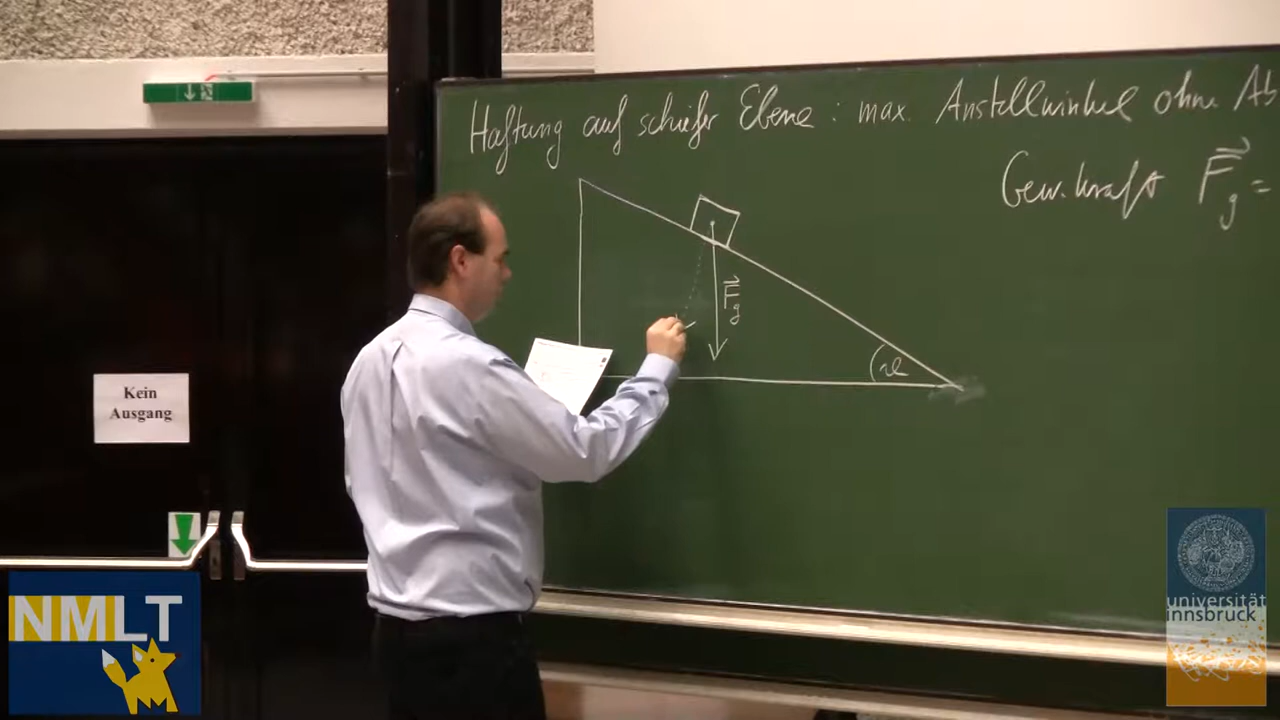 Haftung auf schiefer Ebene : max. Anstellwinkel ohne Ab
Gew.kraft F⃗g =
F⃗g
Kein
Ausgang
NMLT
universität
innsbruck